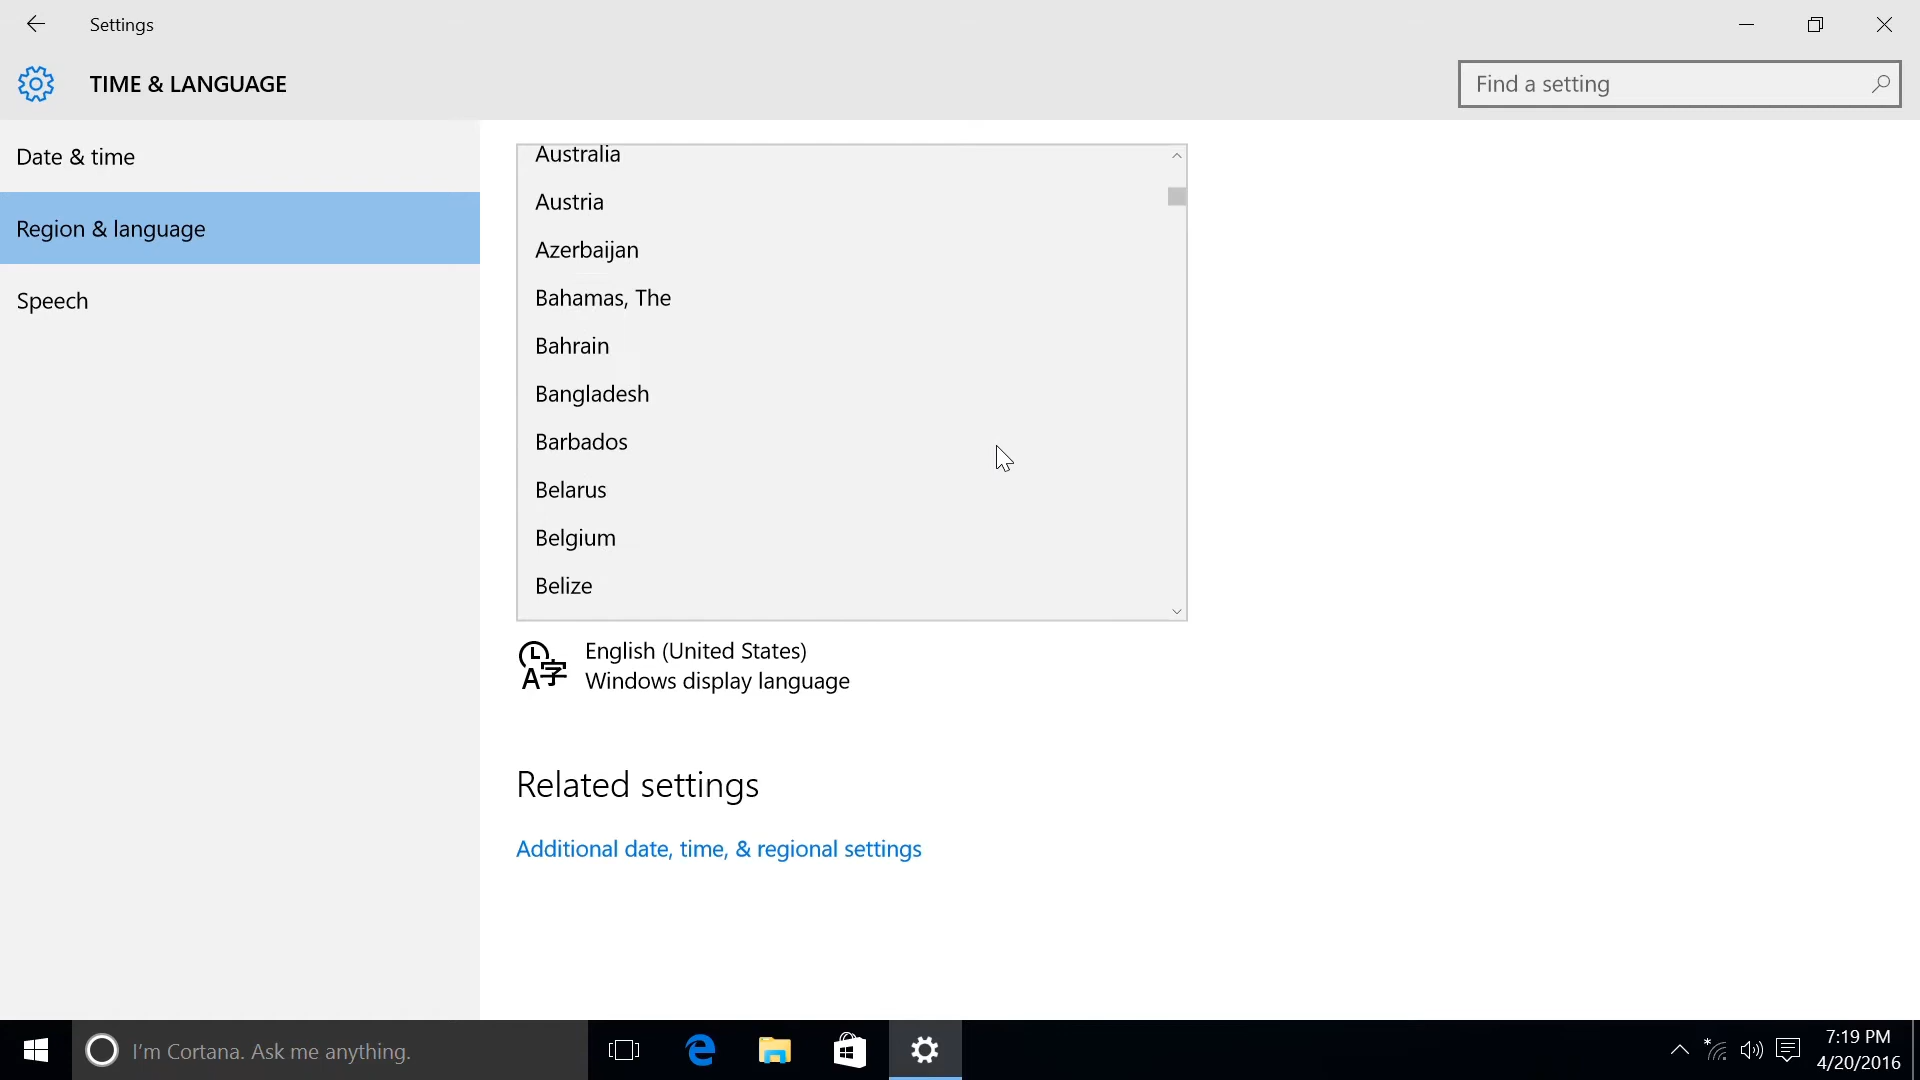 Settings
TIME & LANGUAGE
Find a setting
Date & time
Region & language
Speech
Australia
Austria
Azerbaijan
Bahamas, The
Bahrain
Bangladesh
Barbados
Belarus
Belgium
Belize
A字
English (United States)
Windows display language
Related settings
Additional date, time, & regional settings
I'm Cortana. Ask me anything.
7:19 PM
4/20/2016